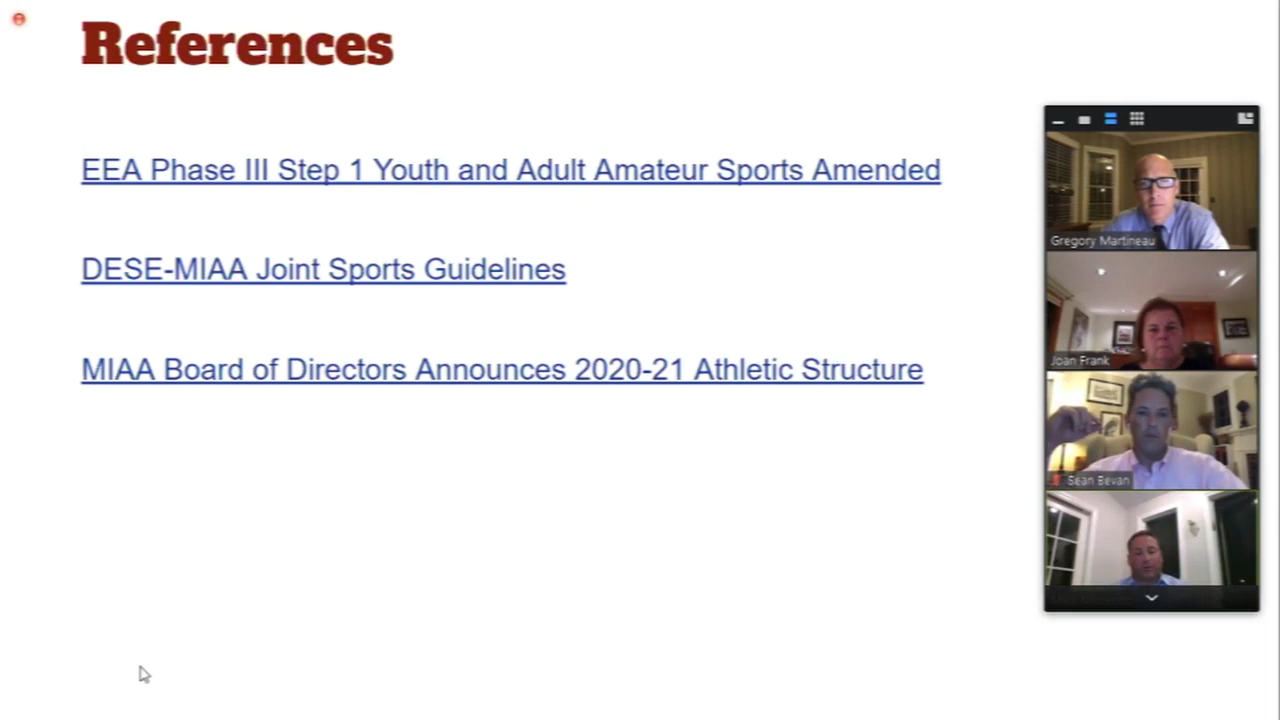 References
EEA Phase III Step 1 Youth and Adult Amateur Sports Amended
DESE-MIAA Joint Sports Guidelines
MIAA Board of Directors Announces 2020-21 Athletic Structure
Gregory Martineau
Joan Frank
Sean Bevan